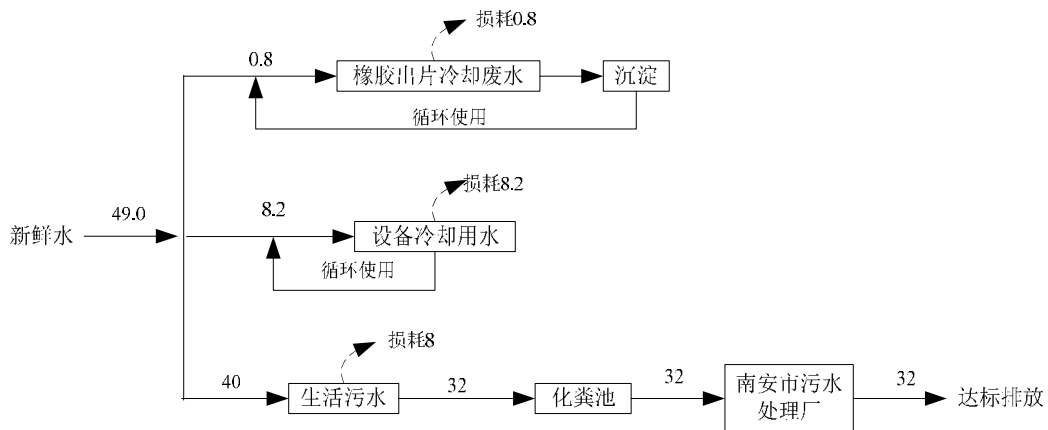 损耗0.8
0.8
橡胶出片冷却废水
沉淀
循环使用
损耗8.2
49.0
8.2
新鲜水
设备冷却用水
循环使用
损耗8
40
生活污水
32
化粪池
32
南安市污水
处理厂
32
达标排放